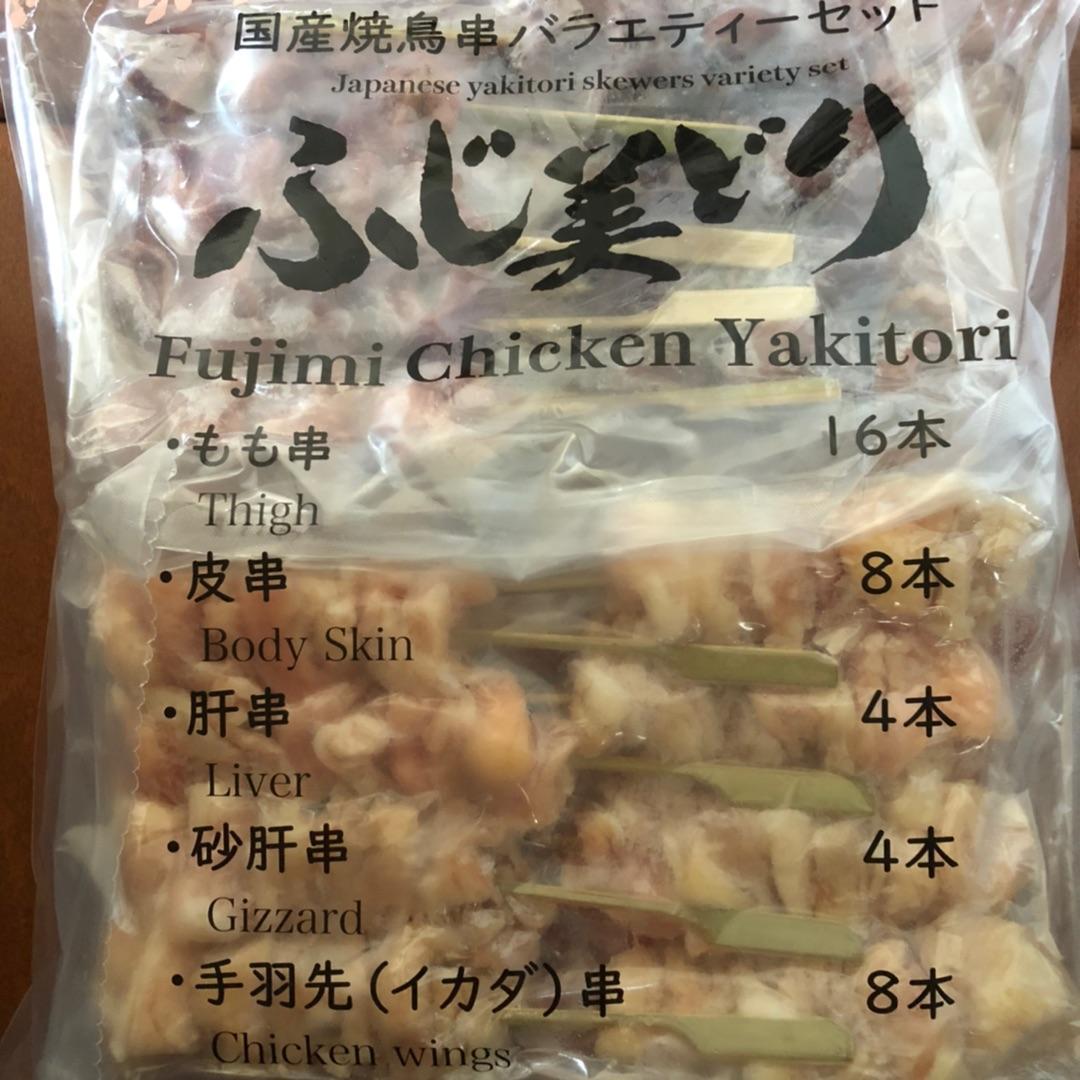 国産焼鳥串バラエティーセット
Japanese yakitori skewers variety set
ふじ美どり
Fujimi Chicken Yakitori
・もも串 16本
Thigh
・皮串 8本
Body Skin
・肝串 4本
Liver
・砂肝串 4本
Gizzard
・手羽先(イカダ)串 8本
Chicken wings